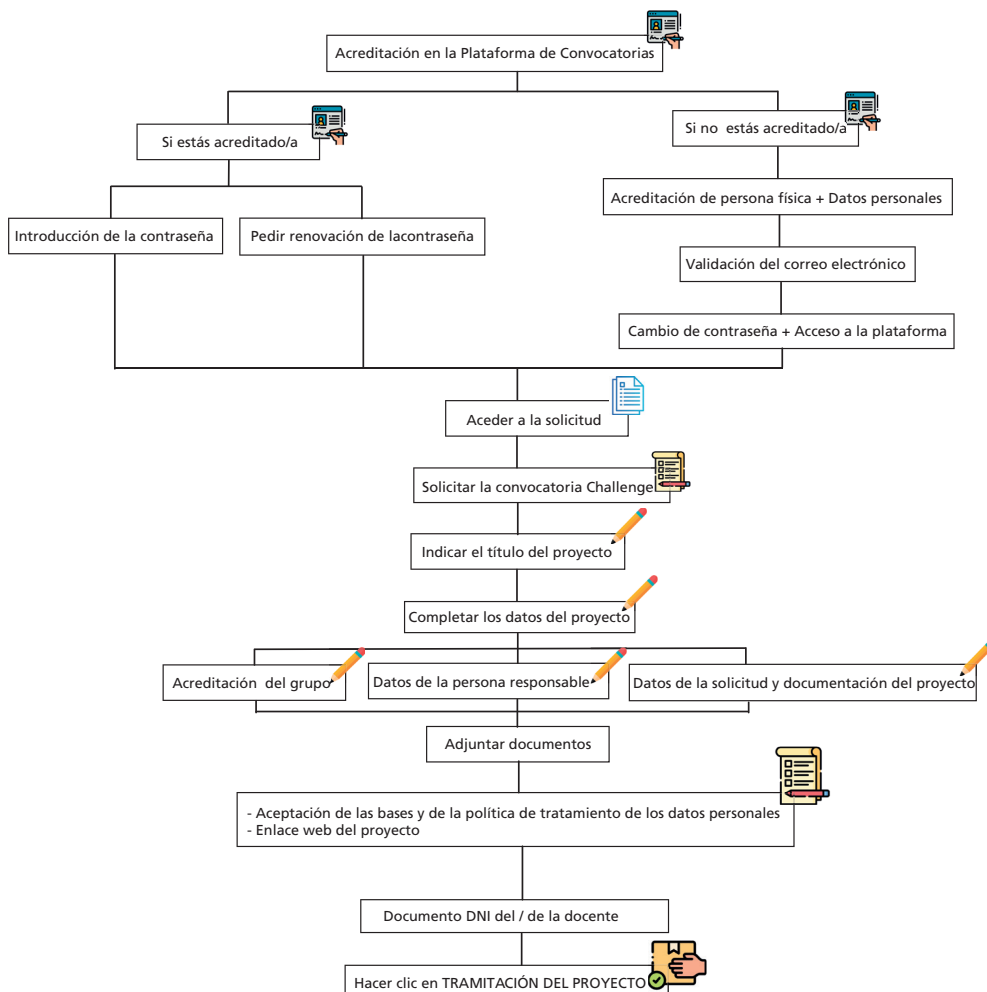 Acreditación en la Plataforma de Convocatorias
Si estás acreditado/a
Si no estás acreditado/a
Acreditación de persona física + Datos personales
Introducción de la contraseña
Pedir renovación de lacontraseña
Validación del correo electrónico
Cambio de contraseña + Acceso a la plataforma
Aceder a la solicitud
Solicitar la convocatoria Challenge
Indicar el título del proyecto
Completar los datos del proyecto
Acreditación del grupo
Datos de la persona responsable
Datos de la solicitud y documentación del proyecto
Adjuntar documentos
- Aceptación de las bases y de la política de tratamiento de los datos personales
- Enlace web del proyecto
Documento DNI del / de la docente
Hacer clic en TRAMITACIÓN DEL PROYECTO